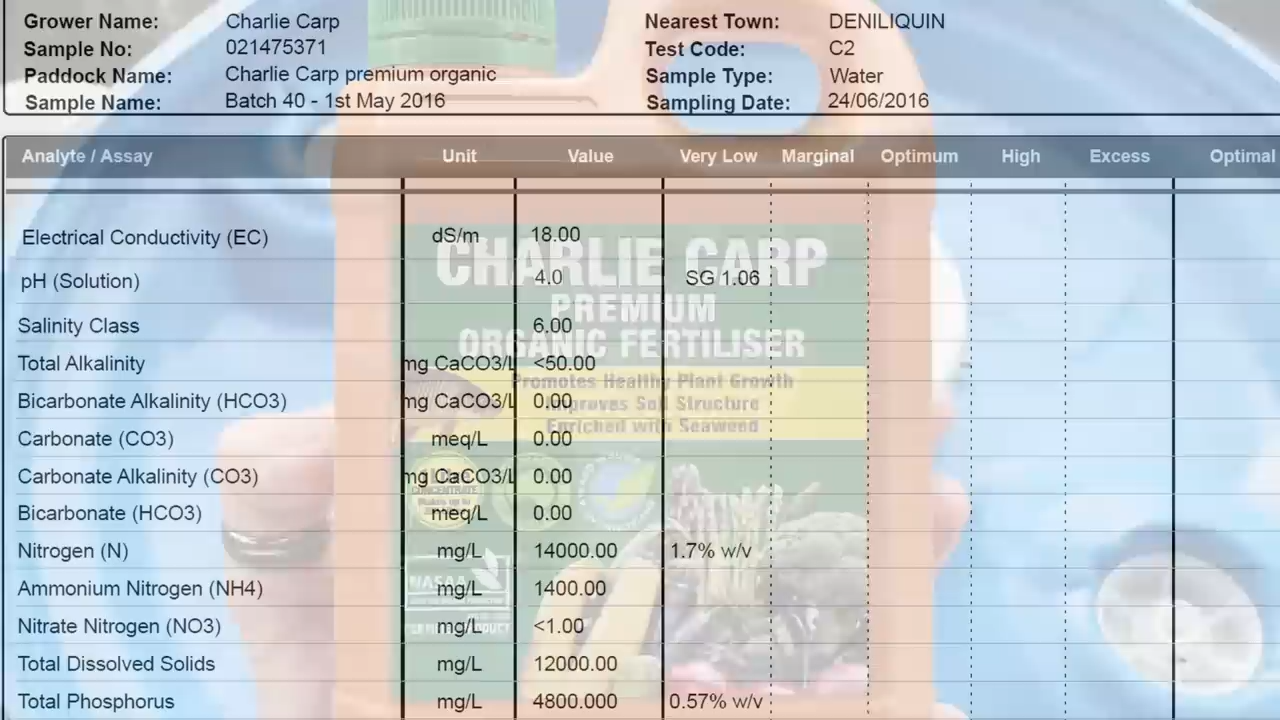 Grower Name: Charlie Carp Nearest Town: DENILIQUIN
Sample No: 021475371 Test Code: C2
Paddock Name: Charlie Carp premium organic Sample Type: Water
Sample Name: Batch 40 - 1st May 2016 Sampling Date: 24/06/2016
Analyte / Assay Unit Value Very Low Marginal Optimum High Excess Optimal
Electrical Conductivity (EC) dS/m 18.00
CHARLIE CARP
pH (Solution) 4.0 SG 1.06
PREMIUM
Salinity Class 6.00
ORGANIC FERTILISER
Total Alkalinity mg CaCO3/L <50.00
Promotes Healthy Plant Growth
Bicarbonate Alkalinity (HCO3) mg CaCO3/L 0.00
Improves Soil Structure
Enriched with Seaweed
Carbonate (CO3) meq/L 0.00
Carbonate Alkalinity (CO3) mg CaCO3/L 0.00
CONCENTRATE
Makes up to
Bicarbonate (HCO3) meq/L 0.00
Nitrogen (N) mg/L 14000.00 1.7% w/v
NASAA
Ammonium Nitrogen (NH4) mg/L 1400.00
Nitrate Nitrogen (NO3) mg/L <1.00
Total Dissolved Solids mg/L 12000.00
Total Phosphorus mg/L 4800.000 0.57% w/v